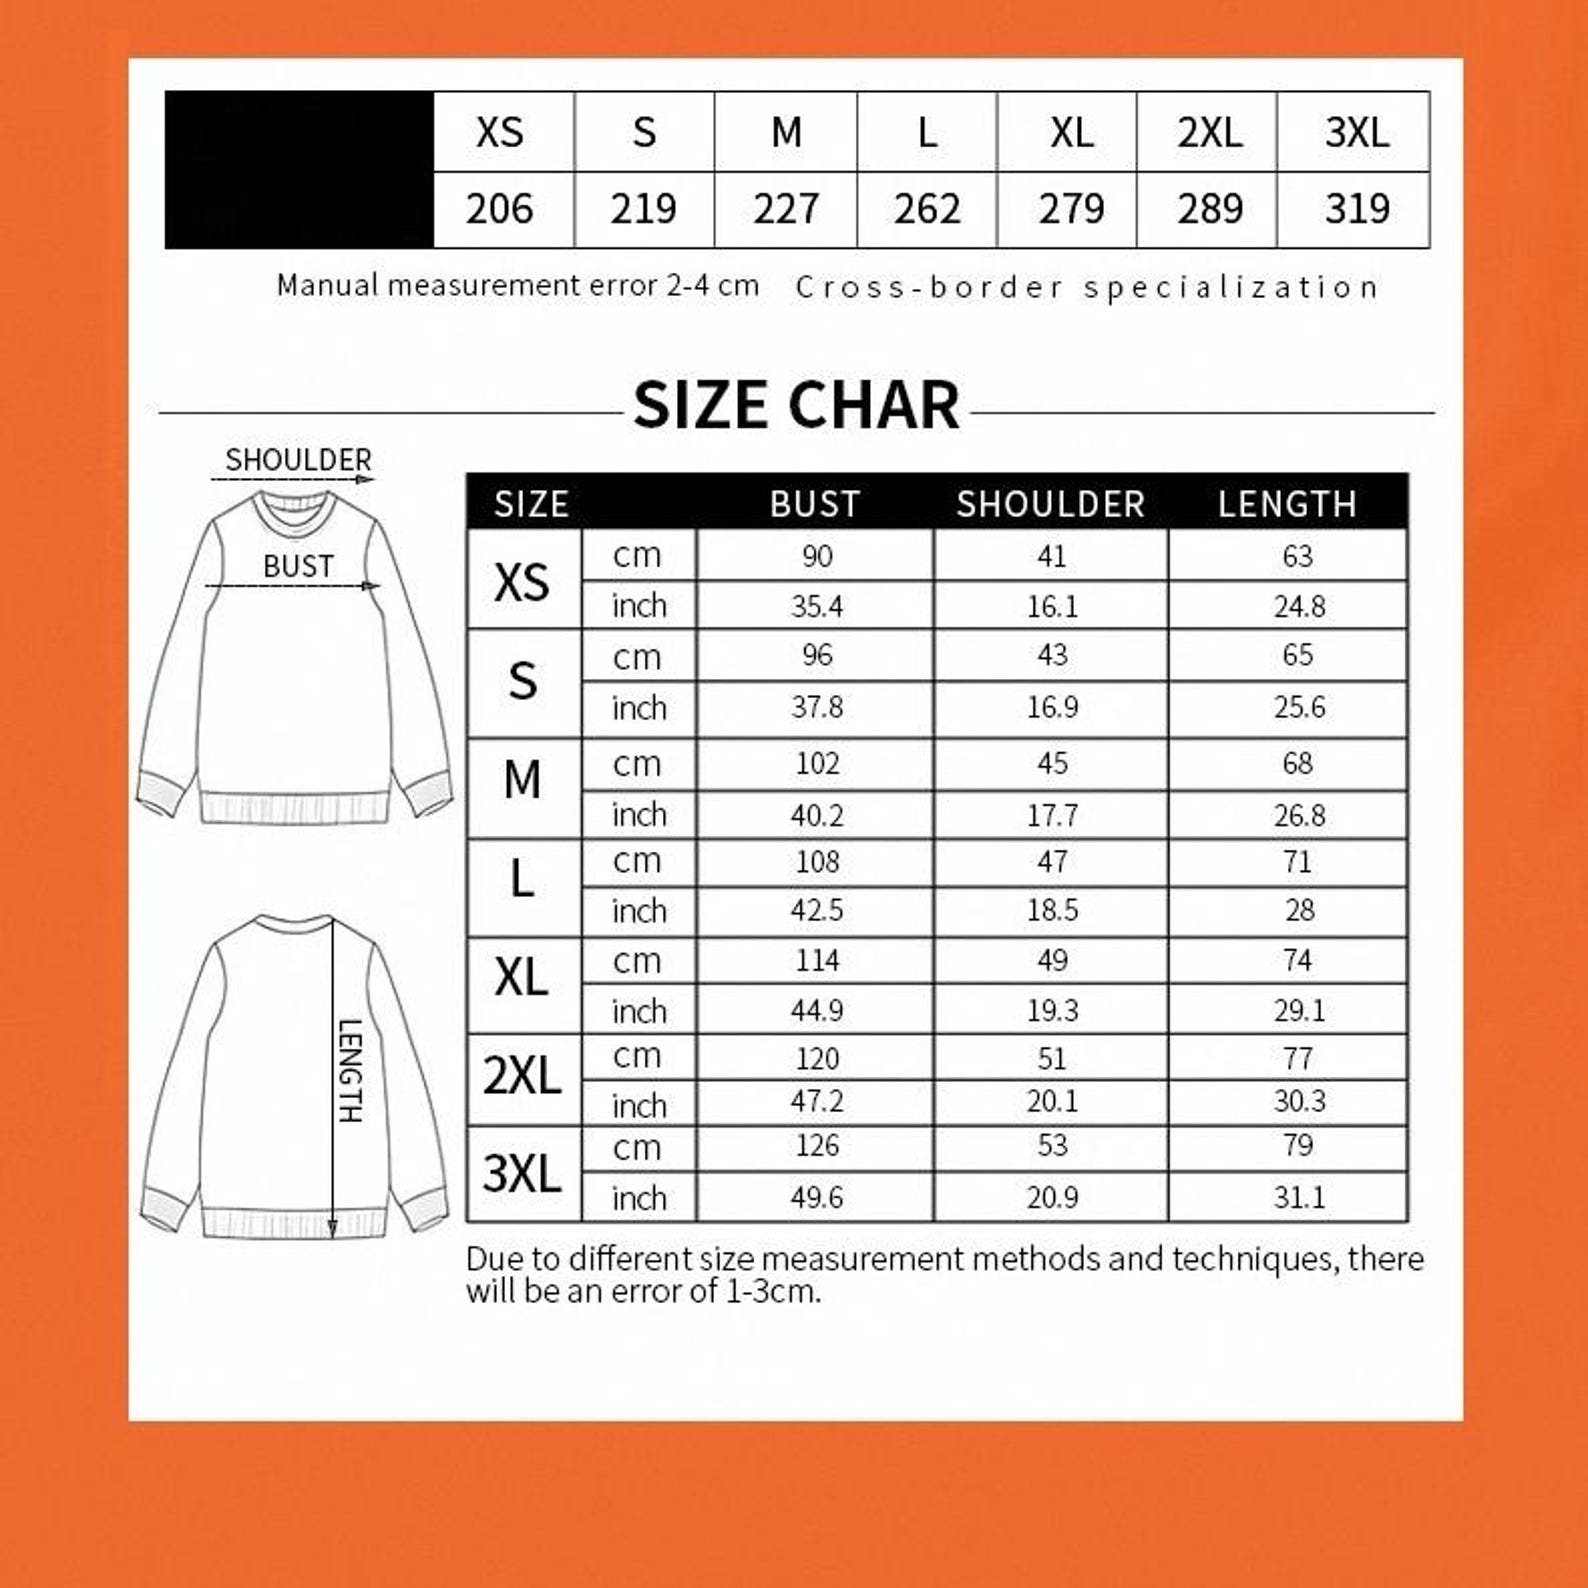 XS S M L XL 2XL 3XL
206 219 227 262 279 289 319
Manual measurement error 2-4 cm Cross-border specialization
SIZE CHAR
SHOULDER
BUST
LENGTH
SIZE BUST SHOULDER LENGTH
XS
cm 90 41 63
inch 35.4 16.1 24.8
S
cm 96 43 65
inch 37.8 16.9 25.6
M
cm 102 45 68
inch 40.2 17.7 26.8
L
cm 108 47 71
inch 42.5 18.5 28
XL
cm 114 49 74
inch 44.9 19.3 29.1
2XL
cm 120 51 77
inch 47.2 20.1 30.3
3XL
cm 126 53 79
inch 49.6 20.9 31.1
Due to different size measurement methods and techniques, there
will be an error of 1-3cm.